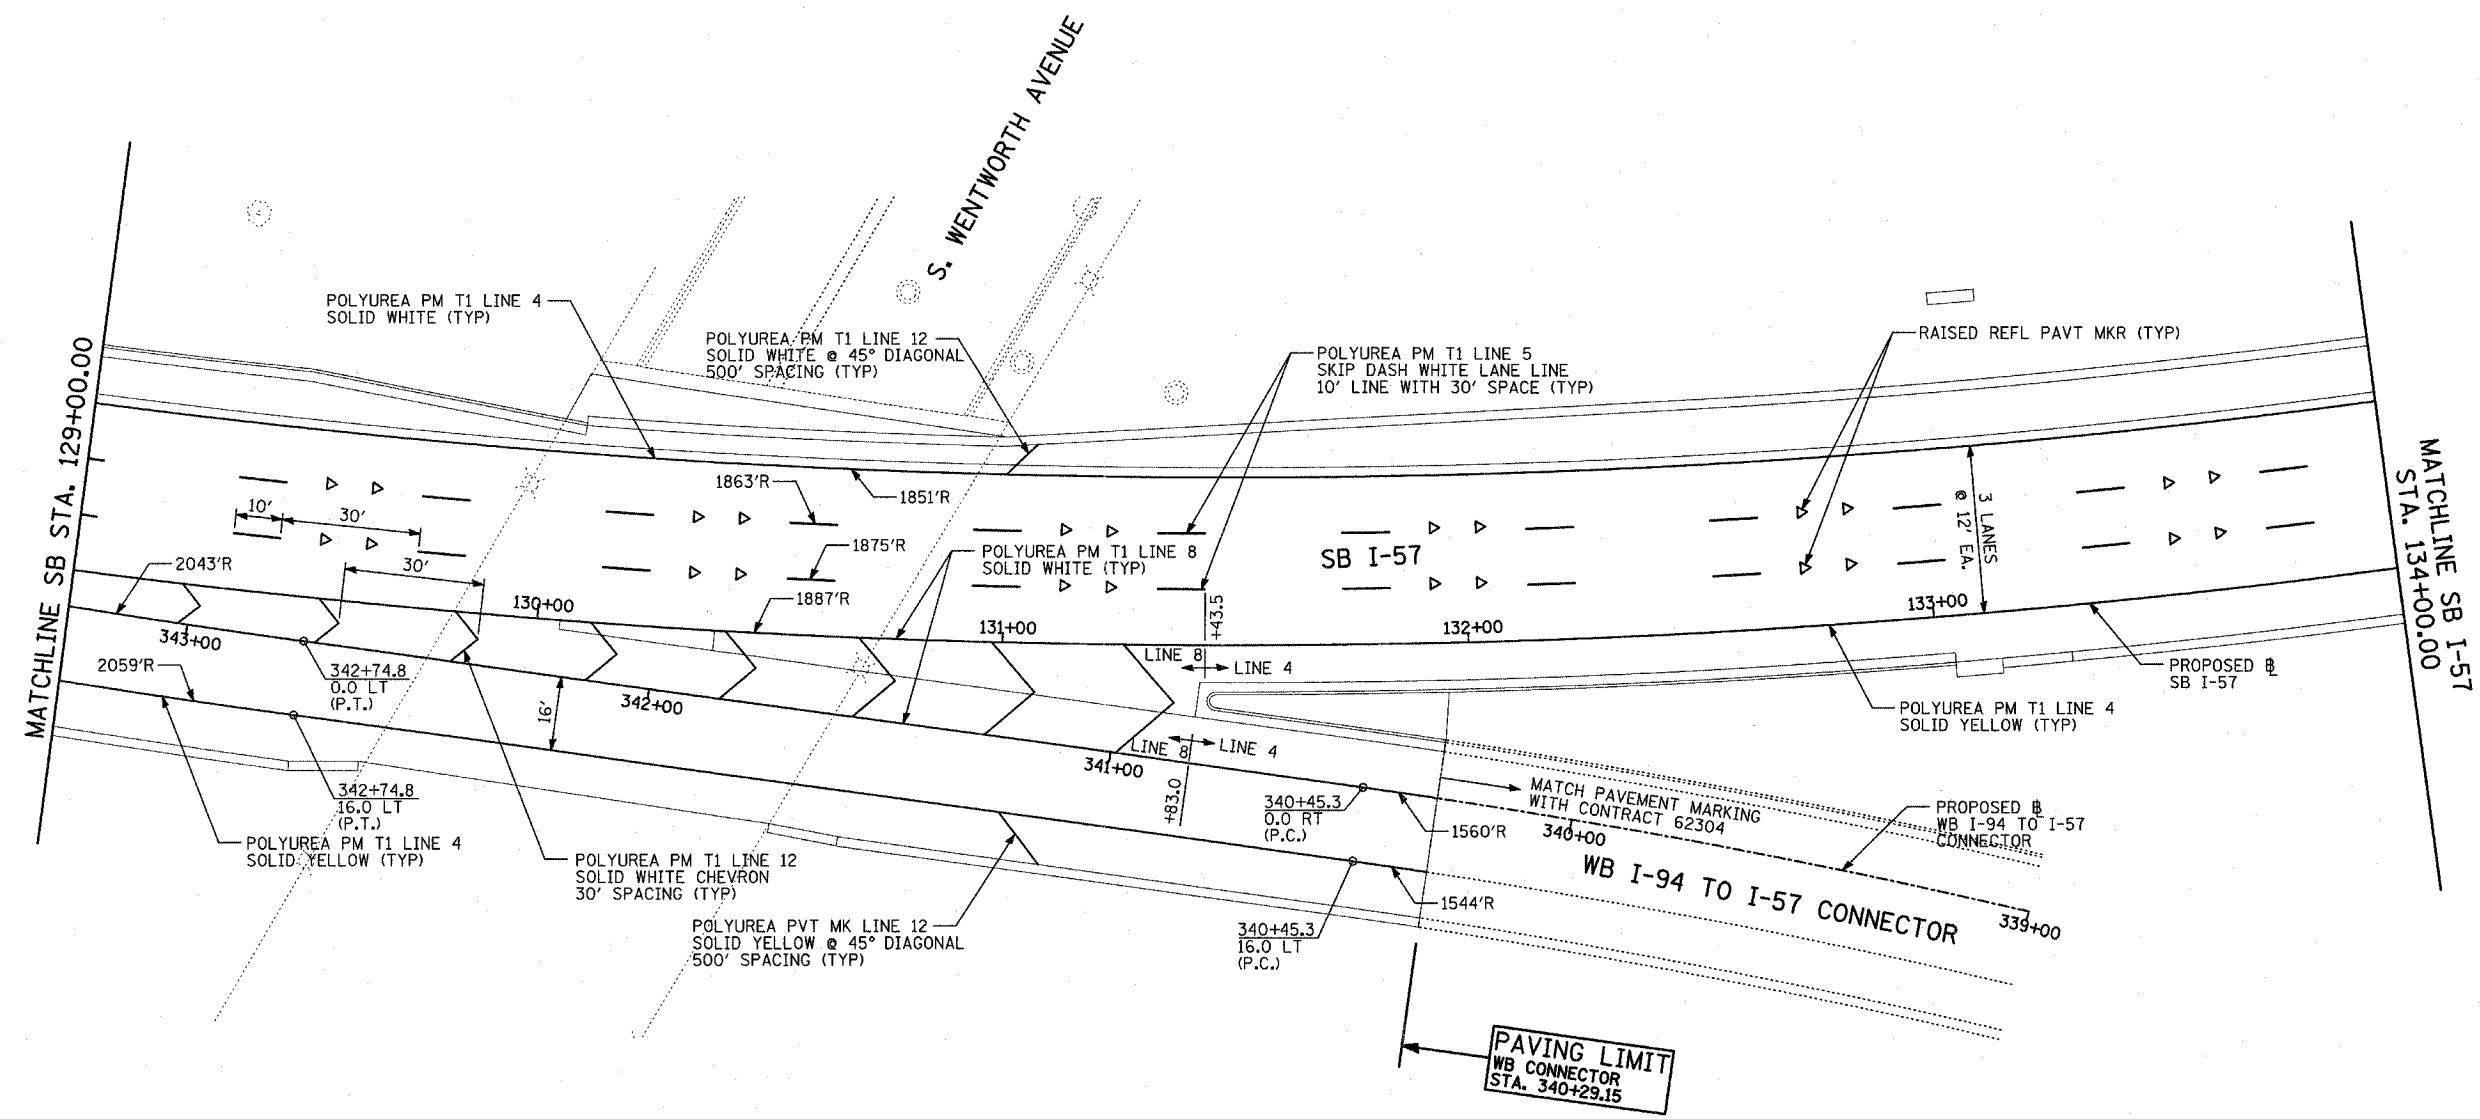 S. WENTWORTH AVENUE
MATCHLINE SB STA. 129+00.00
POLYUREA PM T1 LINE 4
SOLID WHITE (TYP)
POLYUREA PM T1 LINE 12
SOLID WHITE @ 45° DIAGONAL
500' SPACING (TYP)
POLYUREA PM T1 LINE 5
SKIP DASH WHITE LANE LINE
10' LINE WITH 30' SPACE (TYP)
RAISED REFL PAVT MKR (TYP)
MATCHLINE SB I-57
STA. 134+00.00
1863'R
1851'R
10'
30'
1875'R
POLYUREA PM T1 LINE 8
SOLID WHITE (TYP)
SB I-57
3 LANES
@ 12' EA.
2043'R
30'
1887'R
130+00
131+00
132+00
133+00
+43.5
LINE 8
LINE 4
343+00
342+74.8
0.0 LT
(P.T.)
2059'R
16'
342+00
341+00
LINE 8
LINE 4
+83.0
PROPOSED ℄
SB I-57
POLYUREA PM T1 LINE 4
SOLID YELLOW (TYP)
342+74.8
16.0 LT
(P.T.)
POLYUREA PM T1 LINE 4
SOLID YELLOW (TYP)
POLYUREA PM T1 LINE 12
SOLID WHITE CHEVRON
30' SPACING (TYP)
POLYUREA PVT MK LINE 12
SOLID YELLOW @ 45° DIAGONAL
500' SPACING (TYP)
340+45.3
0.0 RT
(P.C.)
1560'R
MATCH PAVEMENT MARKING
WITH CONTRACT 62304
340+00
PROPOSED ℄
WB I-94 TO I-57
CONNECTOR
WB I-94 TO I-57 CONNECTOR
339+00
1544'R
340+45.3
16.0 LT
(P.C.)
PAVING LIMIT
WB CONNECTOR
STA. 340+29.15